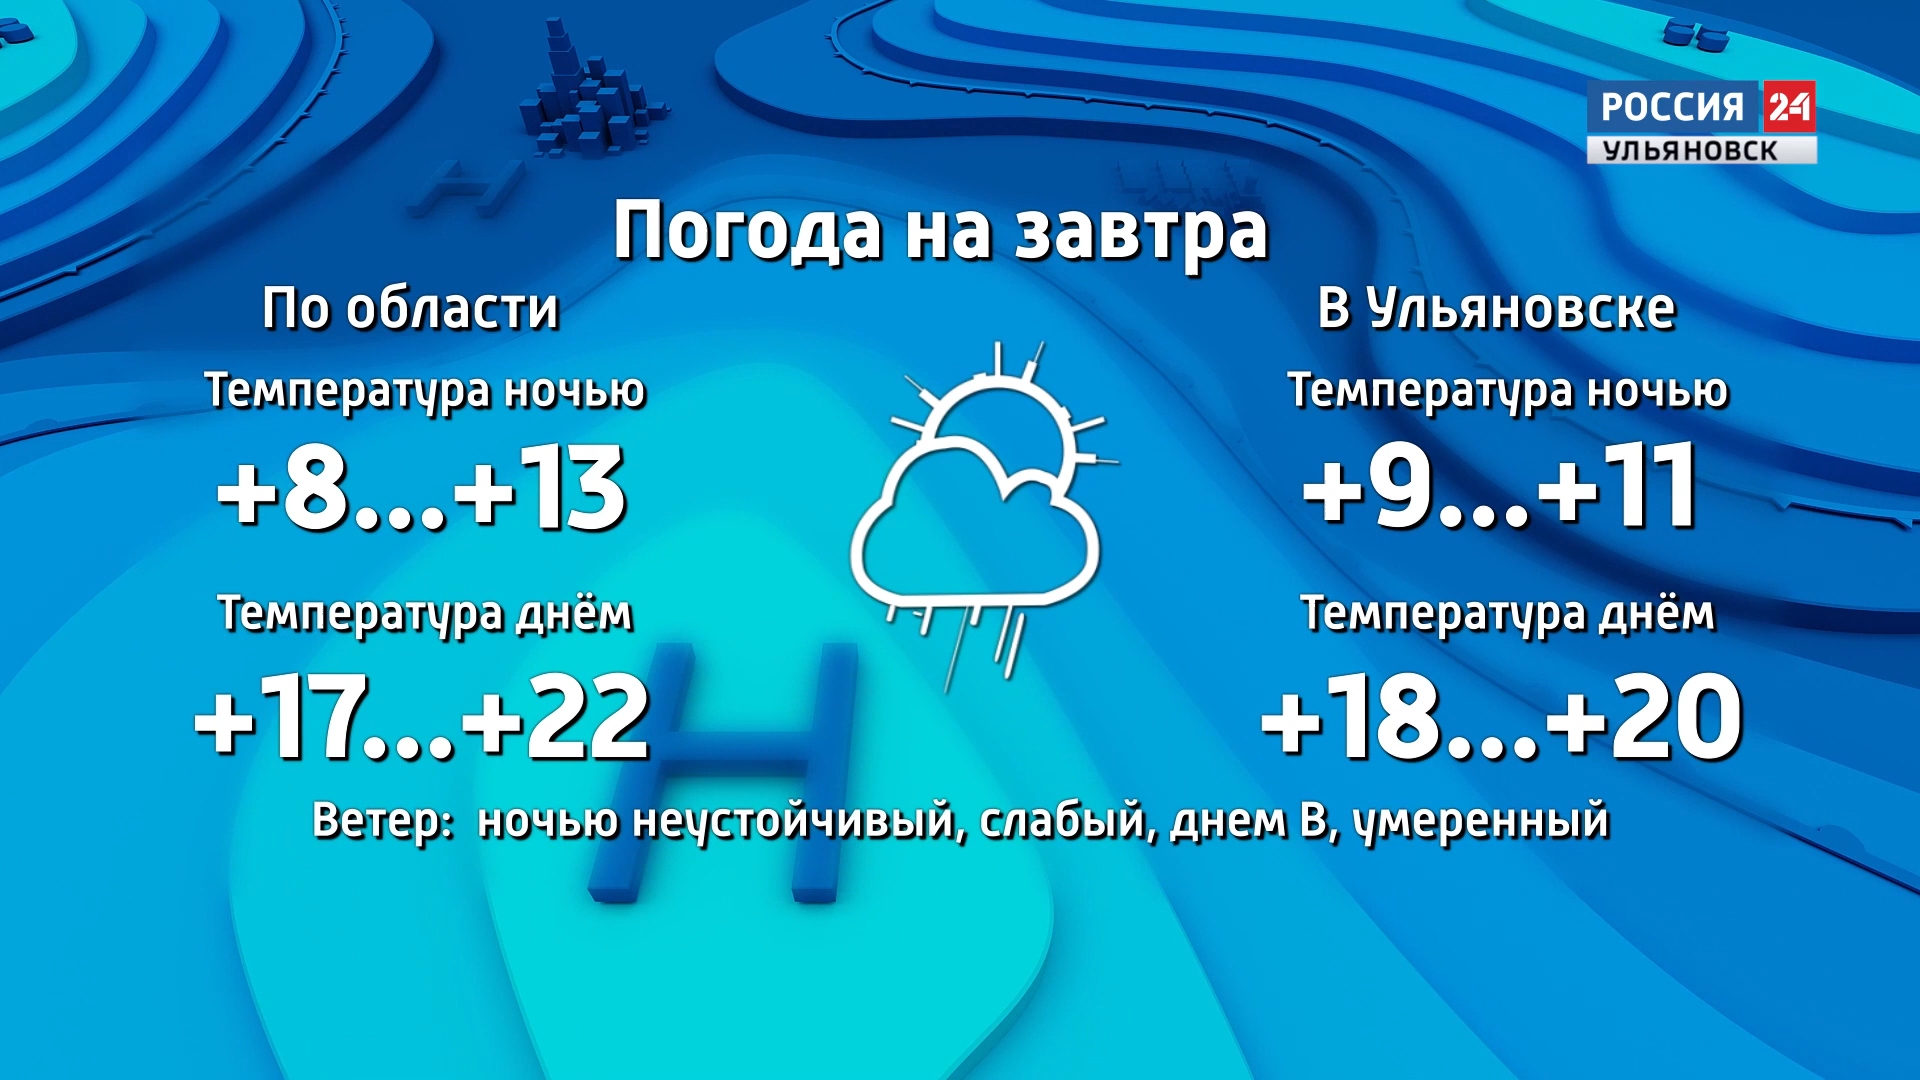 РОССИЯ 24
УЛЬЯНОВСК
Погода на завтра
По области
Температура ночью
+8...+13
Температура днём
+17...+22
В Ульяновске
Температура ночью
+9...+11
Температура днём
+18...+20
Ветер: ночью неустойчивый, слабый, днем В, умеренный
Н